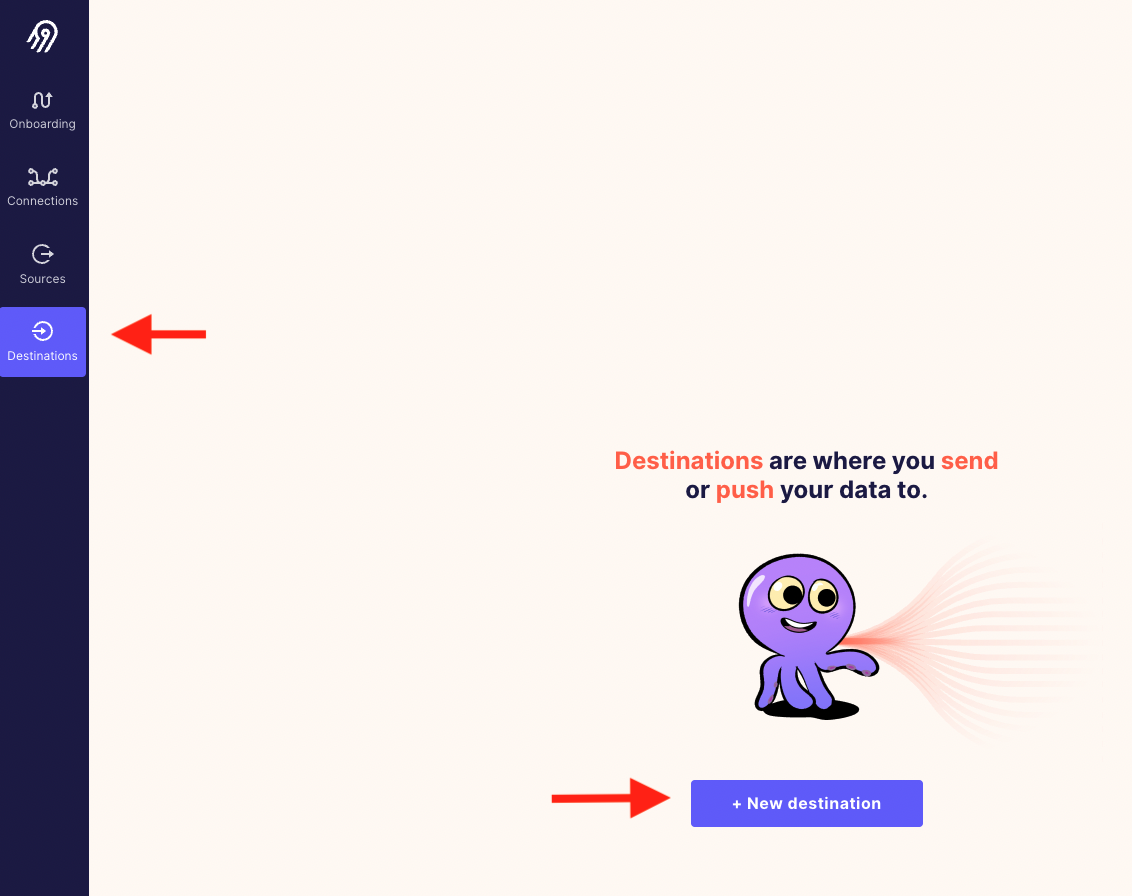 Onboarding
Connections
Sources
Destinations
Destinations are where you send
or push your data to.
+ New destination